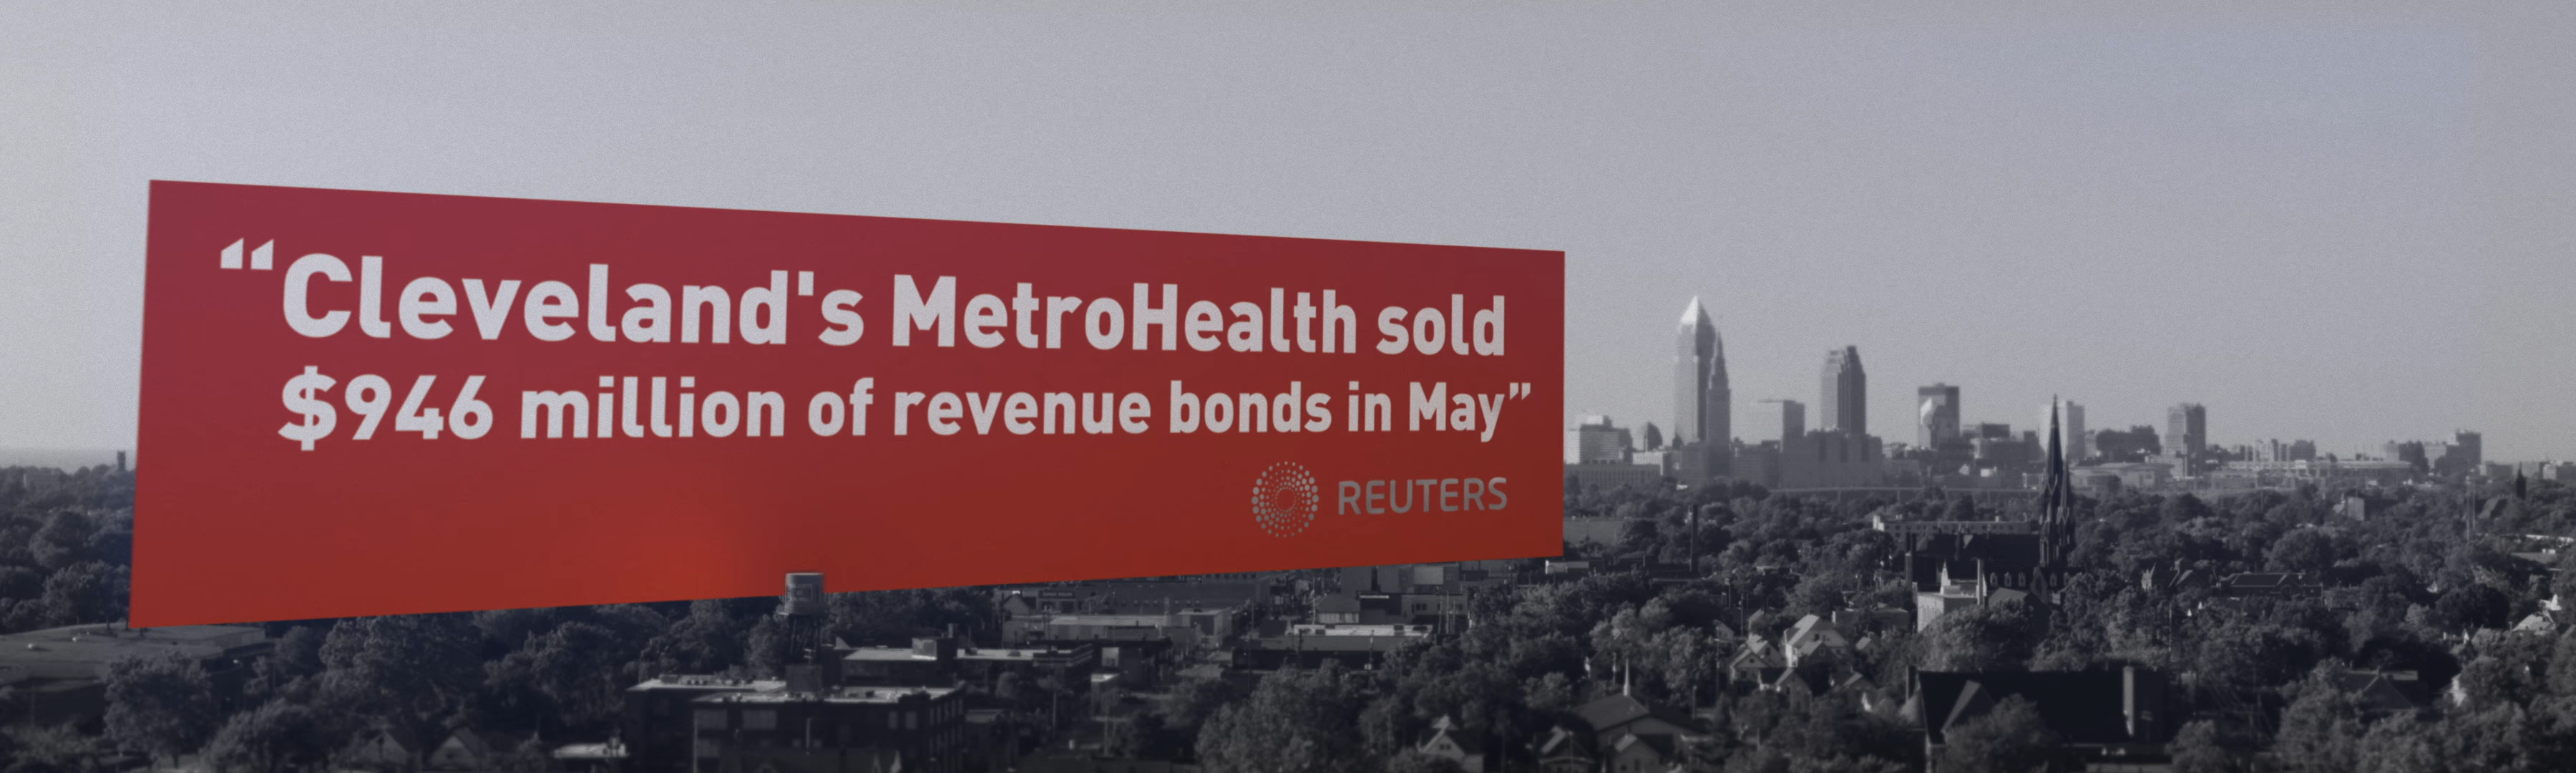 “Cleveland's MetroHealth sold
$946 million of revenue bonds in May”
REUTERS